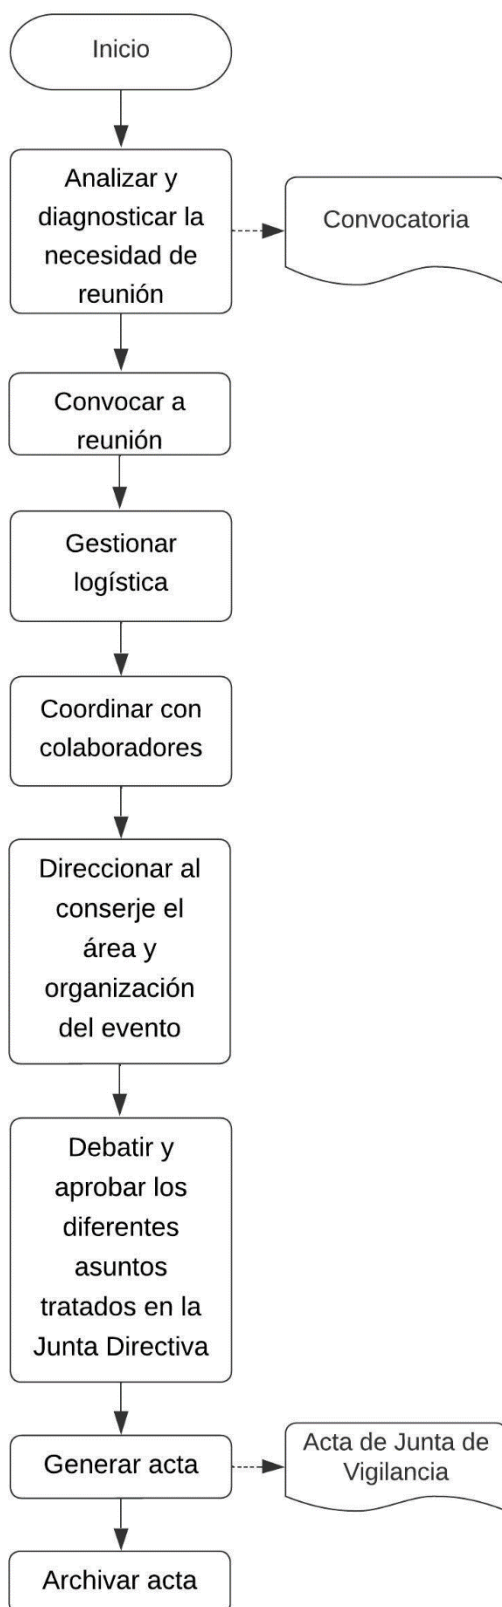 Inicio
Analizar y
diagnosticar la
necesidad de
reunión
Convocatoria
Convocar a
reunión
Gestionar
logística
Coordinar con
colaboradores
Direccionar al
conserje el
área y
organización
del evento
Debatir y
aprobar los
diferentes
asuntos
tratados en la
Junta Directiva
Generar acta
Acta de Junta de
Vigilancia
Archivar acta